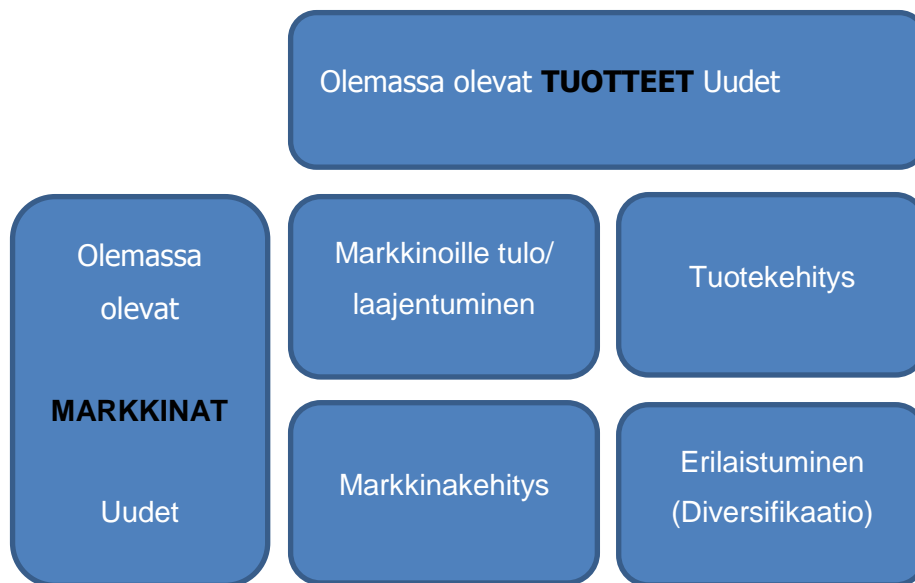 Olemassa olevat TUOTTEET Uudet
Olemassa
olevat
MARKKINAT
Uudet
Markkinoille tulo/
laajentuminen
Tuotekehitys
Markkinakehitys
Erilaistuminen
(Diversifikaatio)